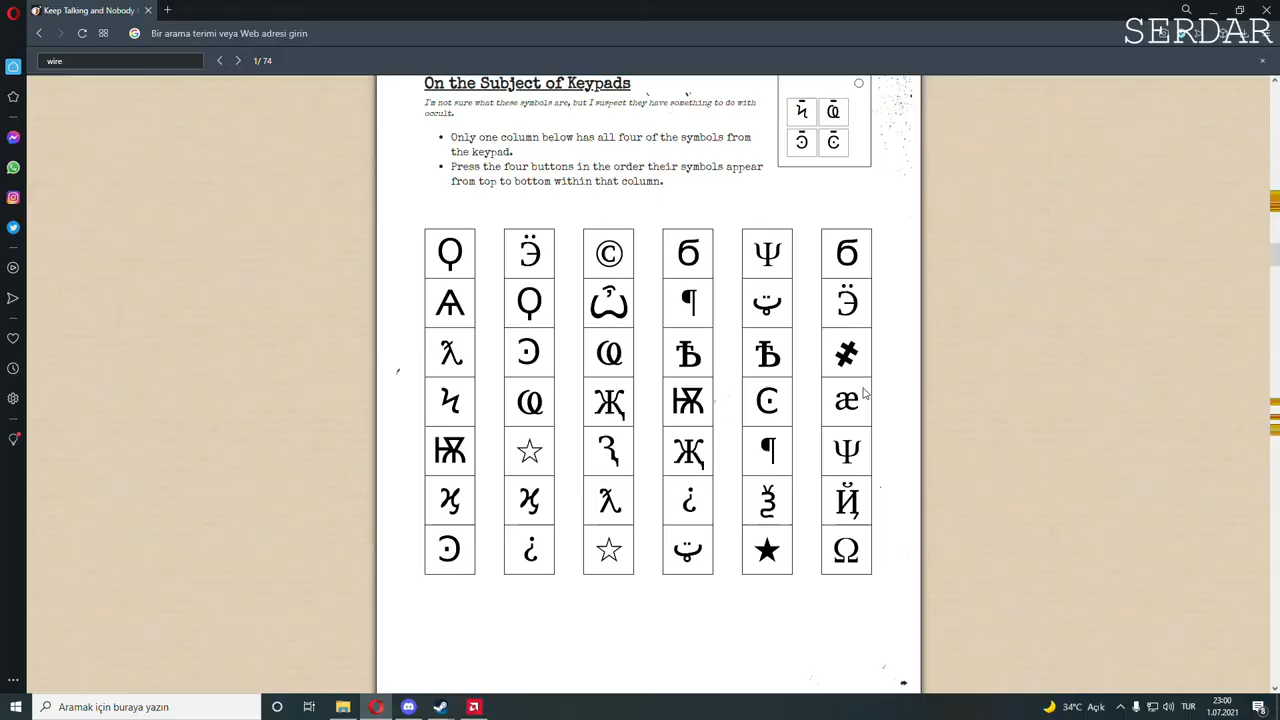 Keep Talking and Nobody
SERDAR
Bir arama terimi veya Web adresi girin
wire
1/ 74
On the Subject of Keypads
I'm not sure what these symbols are, but I suspect they have something to do with
occult.
• Only one column below has all four of the symbols from
the keypad.
• Press the four buttons in the order their symbols appear
from top to bottom within that column.
Ϟ Ҩ
Ͽ Ͼ
Ϙ Ӭ © Ϭ Ψ Ϭ
Ѧ Ϙ Ѽ ¶ ټ Ӭ
ƛ Ͽ Ҩ Ѣ Ѣ ҂
Ϟ Ҩ Җ Ѭ Ͼ æ
Ѭ ☆ Ԇ Җ ¶ Ψ
ϗ ϗ ƛ ¿ Ѯ Ҋ
Ͽ ¿ ☆ ټ ★ Ω
Aramak için buraya yazın
34°C Açık
TUR
23:00
1.07.2021
8